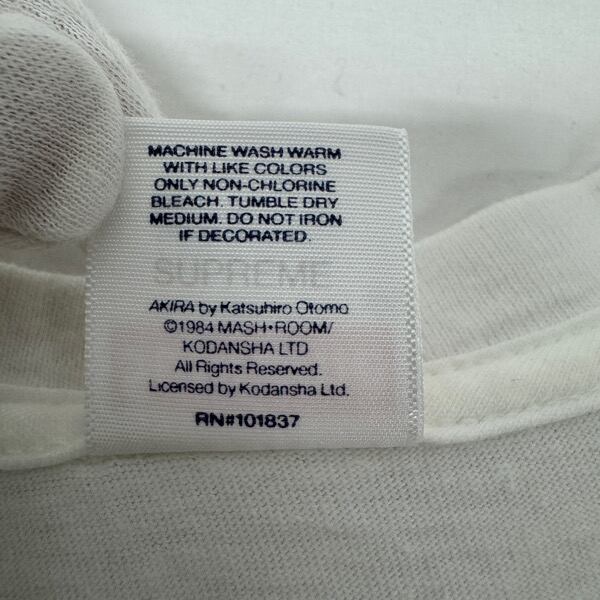 MACHINE WASH WARM
WITH LIKE COLORS
ONLY NON-CHLORINE
BLEACH. TUMBLE DRY
MEDIUM. DO NOT IRON
IF DECORATED.
SUPREME
AKIRA by Katsuhiro Otomo
©1984 MASH•ROOM/
KODANSHA LTD
All Rights Reserved.
Licensed by Kodansha Ltd.
RN#101837